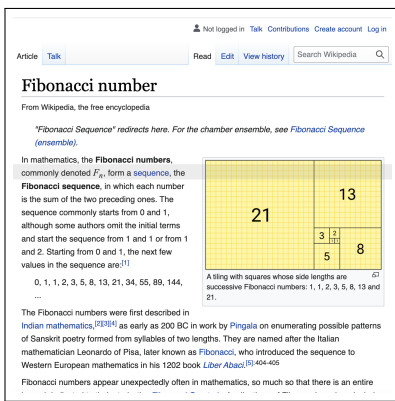 Not logged in Talk Contributions Create account Log in
Article Talk Read Edit View history Search Wikipedia
Fibonacci number
From Wikipedia, the free encyclopedia
"Fibonacci Sequence" redirects here. For the chamber ensemble, see Fibonacci Sequence
(ensemble).
In mathematics, the Fibonacci numbers,
commonly denoted Fₙ, form a sequence, the
Fibonacci sequence, in which each number
is the sum of the two preceding ones. The
sequence commonly starts from 0 and 1,
although some authors omit the initial terms
and start the sequence from 1 and 1 or from 1
and 2. Starting from 0 and 1, the next few
values in the sequence are:[1]
0, 1, 1, 2, 3, 5, 8, 13, 21, 34, 55, 89, 144,
...
21
13
3 2
1 1
5
8
A tiling with squares whose side lengths are
successive Fibonacci numbers: 1, 1, 2, 3, 5, 8, 13 and
21.
The Fibonacci numbers were first described in
Indian mathematics,[2][3][4] as early as 200 BC in work by Pingala on enumerating possible patterns
of Sanskrit poetry formed from syllables of two lengths. They are named after the Italian
mathematician Leonardo of Pisa, later known as Fibonacci, who introduced the sequence to
Western European mathematics in his 1202 book Liber Abaci.[5]:404-405
Fibonacci numbers appear unexpectedly often in mathematics, so much so that there is an entire